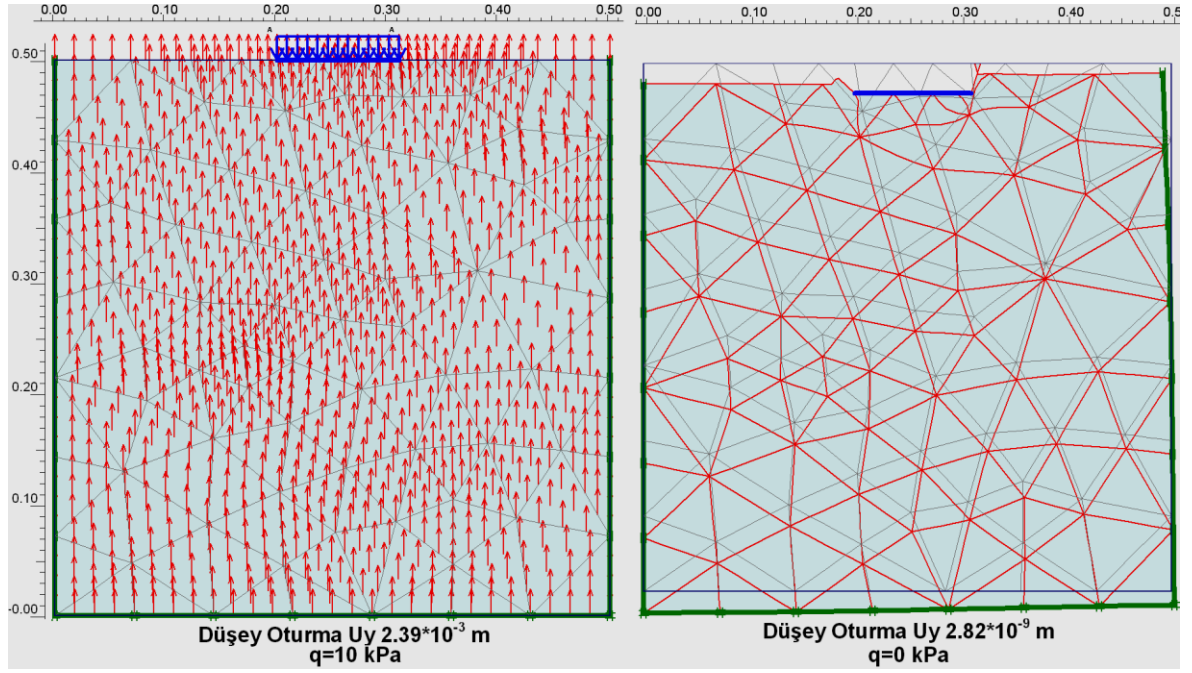 0.00 0.10 0.20 0.30 0.40 0.50
A A
0.50
0.40
0.30
0.20
0.10
-0.00
Düşey Oturma Uy 2.39*10⁻³ m
q=10 kPa
0.00 0.10 0.20 0.30 0.40 0.5
Düşey Oturma Uy 2.82*10⁻⁹ m
q=0 kPa